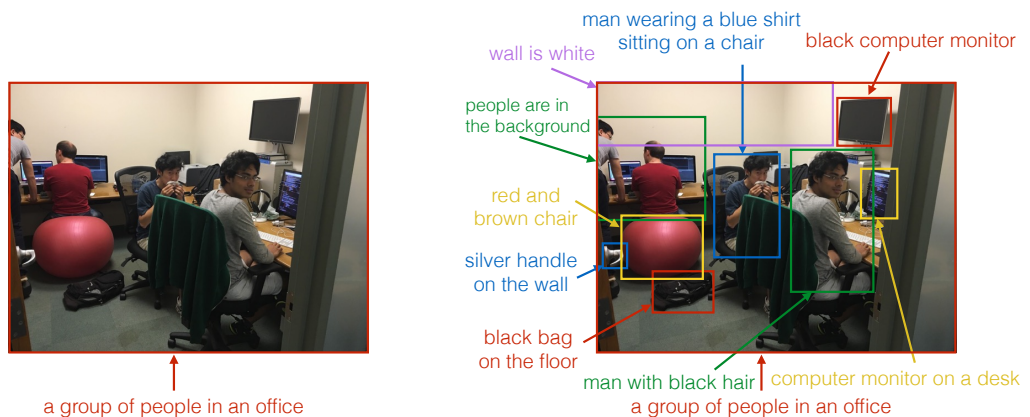 man wearing a blue shirt
sitting on a chair
black computer monitor
wall is white
people are in
the background
red and
brown chair
silver handle
on the wall
black bag
on the floor
man with black hair
computer monitor on a desk
a group of people in an office
a group of people in an office